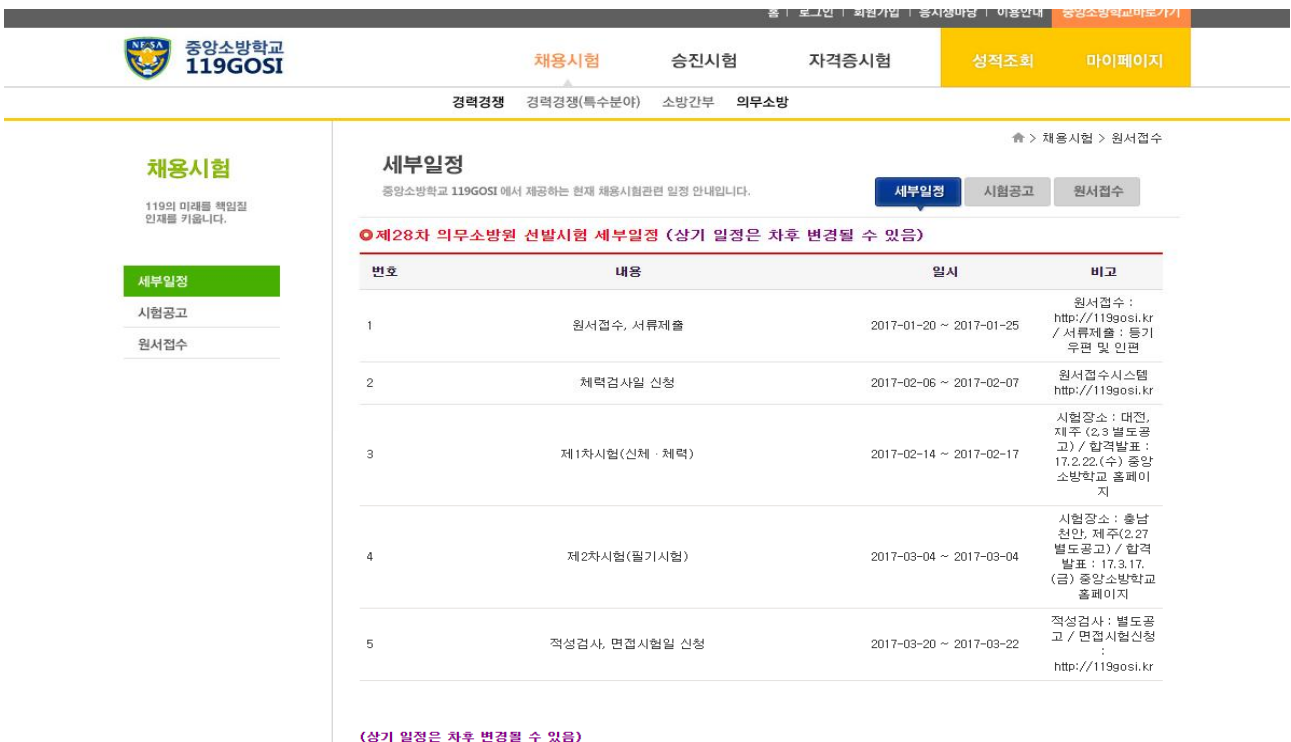 홈 | 로그인 | 회원가입 | 응시생마당 | 이용안내 중앙소방학교바로가기
NFSA
중앙소방학교
119GOSI
채용시험 승진시험 자격증시험 성적조회 마이페이지
경력경쟁 경력경쟁(특수분야) 소방간부 의무소방
> 채용시험 > 원서접수
채용시험
119의 미래를 책임질
인재를 키웁니다.
세부일정
시험공고
원서접수
세부일정
중앙소방학교 119GOSI 에서 제공하는 현재 채용시험관련 일정 안내입니다.
세부일정 시험공고 원서접수
제28차 의무소방원 선발시험 세부일정 (상기 일정은 차후 변경될 수 있음)
번호 내용 일시 비고
1 원서접수, 서류제출 2017-01-20 ~ 2017-01-25
원서접수 :
http://119gosi.kr
/ 서류제출 : 등기
우편 및 인편
2 체력검사일 신청 2017-02-06 ~ 2017-02-07
원서접수시스템
http://119gosi.kr
3 제1차시험(신체 · 체력) 2017-02-14 ~ 2017-02-17
시험장소 : 대전,
제주 (2,3 별도공
고) / 합격발표 :
17.2.22.(수) 중앙
소방학교 홈페이
지
4 제2차시험(필기시험) 2017-03-04 ~ 2017-03-04
시험장소 : 충남
천안, 제주(2.27
별도공고) / 합격
발표 : 17.3.17.
(금) 중앙소방학교
홈페이지
5 적성검사, 면접시험일 신청 2017-03-20 ~ 2017-03-22
적성검사 : 별도공
고 / 면접시험신청
:
http://119gosi.kr
(상기 일정은 차후 변경될 수 있음)